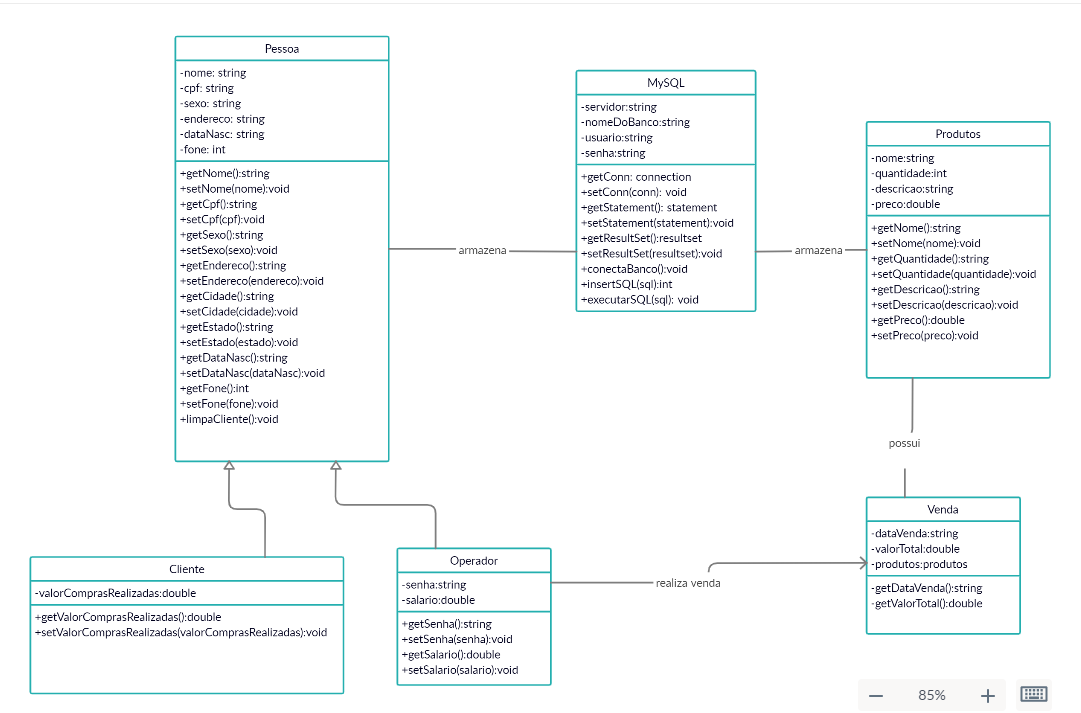 Pessoa
-nome: string
-cpf: string
-sexo: string
-endereco: string
-dataNasc: string
-fone: int
+getNome():string
+setNome(nome):void
+getCpf():string
+setCpf(cpf):void
+getSexo():string
+setSexo(sexo):void
+getEndereco():string
+setEndereco(endereco):void
+getCidade():string
+setCidade(cidade):void
+getEstado():string
+setEstado(estado):void
+getDataNasc():string
+setDataNasc(dataNasc):void
+getFone():int
+setFone(fone):void
+limpaCliente():void
armazena
MySQL
-servidor:string
-nomeDoBanco:string
-usuario:string
-senha:string
+getConn: connection
+setConn(conn): void
+getStatement(): statement
+setStatement(statement):void
+getResultSet():resultset
+setResultSet(resultset):void
+conectaBanco():void
+insertSQL(sql):int
+executarSQL(sql): void
armazena
Produtos
-nome:string
-quantidade:int
-descricao:string
-preco:double
+getNome():string
+setNome(nome):void
+getQuantidade():string
+setQuantidade(quantidade):void
+getDescricao():string
+setDescricao(descricao):void
+getPreco():double
+setPreco(preco):void
possui
Cliente
-valorComprasRealizadas:double
+getValorComprasRealizadas():double
+setValorComprasRealizadas(valorComprasRealizadas):void
Operador
-senha:string
-salario:double
+getSenha():string
+setSenha(senha):void
+getSalario():double
+setSalario(salario):void
realiza venda
Venda
-dataVenda:string
-valorTotal:double
-produtos:produtos
-getDataVenda():string
-getValorTotal():double
85%